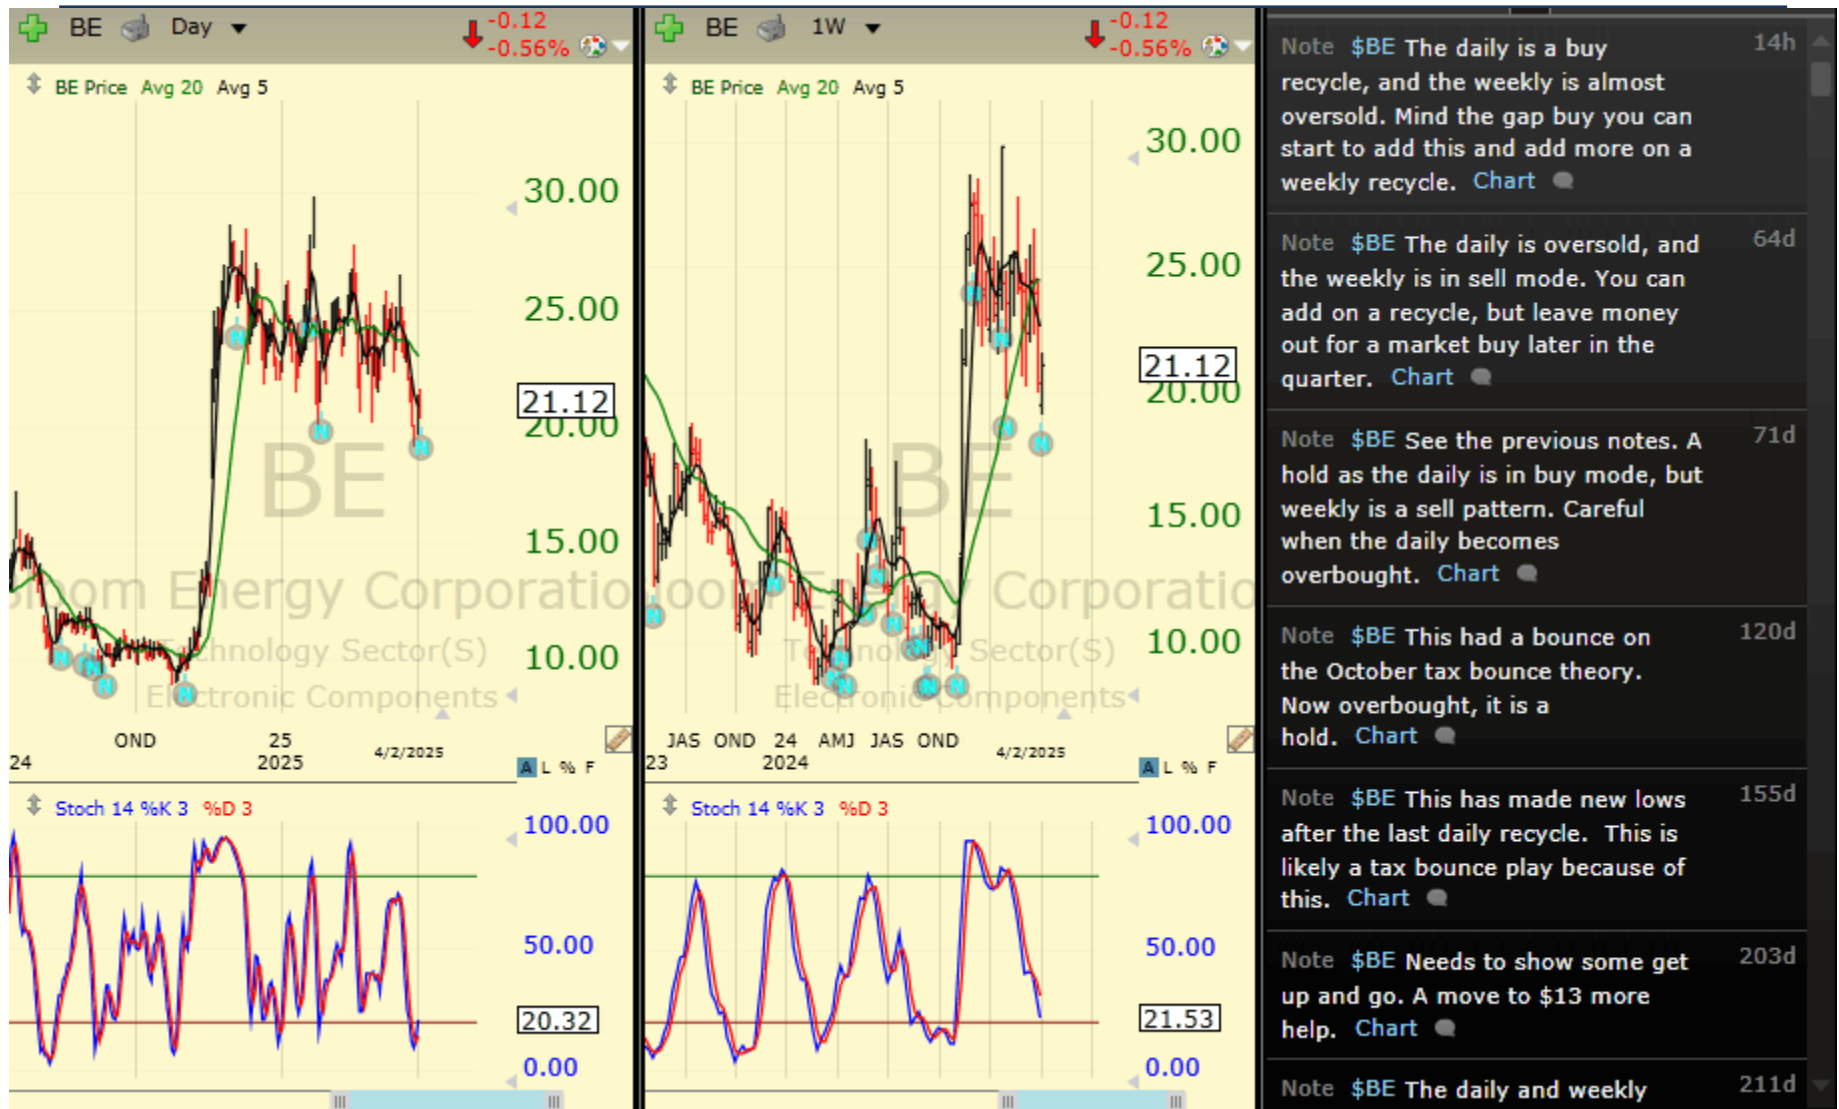 BE Day
-0.12
-0.56%
BE Price Avg 20 Avg 5
30.00
25.00
21.12
20.00
15.00
10.00
BE
Bloom Energy Corporatio
Technology Sector(S)
Electronic Components
N
N
N
N
N
N
N
N
N
OND 25
24 2025 4/2/2025
A L % F
Stoch 14 %K 3 %D 3
100.00
50.00
20.32
0.00
BE 1W
-0.12
-0.56%
BE Price Avg 20 Avg 5
30.00
25.00
21.12
20.00
15.00
10.00
BE
loom Energy Corporatio
Technology Sector(S)
Electronic Components
N
N
N
N
N
N
N
N
N
N
N
N
JAS OND 24 AMJ JAS OND
23 2024 4/2/2025
A L % F
Stoch 14 %K 3 %D 3
100.00
50.00
21.53
0.00
Note $BE The daily is a buy 14h
recycle, and the weekly is almost
oversold. Mind the gap buy you can
start to add this and add more on a
weekly recycle. Chart
Note $BE The daily is oversold, and 64d
the weekly is in sell mode. You can
add on a recycle, but leave money
out for a market buy later in the
quarter. Chart
Note $BE See the previous notes. A 71d
hold as the daily is in buy mode, but
weekly is a sell pattern. Careful
when the daily becomes
overbought. Chart
Note $BE This had a bounce on 120d
the October tax bounce theory.
Now overbought, it is a
hold. Chart
Note $BE This has made new lows 155d
after the last daily recycle. This is
likely a tax bounce play because of
this. Chart
Note $BE Needs to show some get 203d
up and go. A move to $13 more
help. Chart
Note $BE The daily and weekly 211d